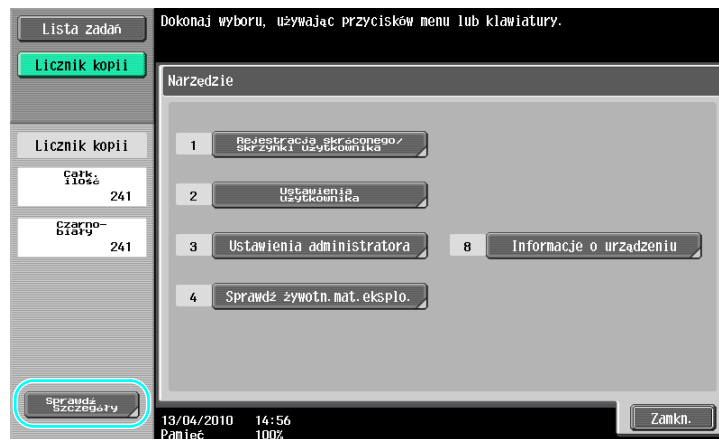 Lista zadań
Licznik kopii
Dokonaj wyboru, używając przycisków menu lub klawiatury.
Narzędzie
Licznik kopii
Całk.
ilość
241
Czarno-
biały
241
1 Rejestracja skróconego/
skrzynki użytkownika
2 Ustawienia
użytkownika
3 Ustawienia administratora
8 Informacje o urządzeniu
4 Sprawdź żywotn.mat.eksplo.
Sprawdź
Szczegóły
13/04/2010 14:56
Pamięć 100%
Zamkn.